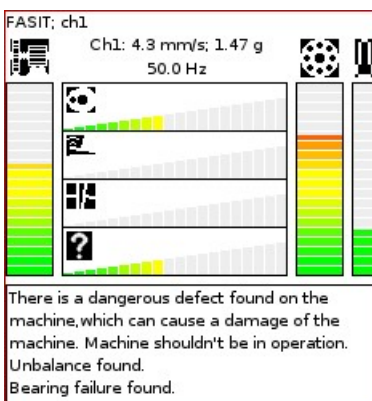 FASIT; ch1
Ch1: 4.3 mm/s; 1.47 g
50.0 Hz
?
There is a dangerous defect found on the
machine,which can cause a damage of the
machine. Machine shouldn't be in operation.
Unbalance found.
Bearing failure found.